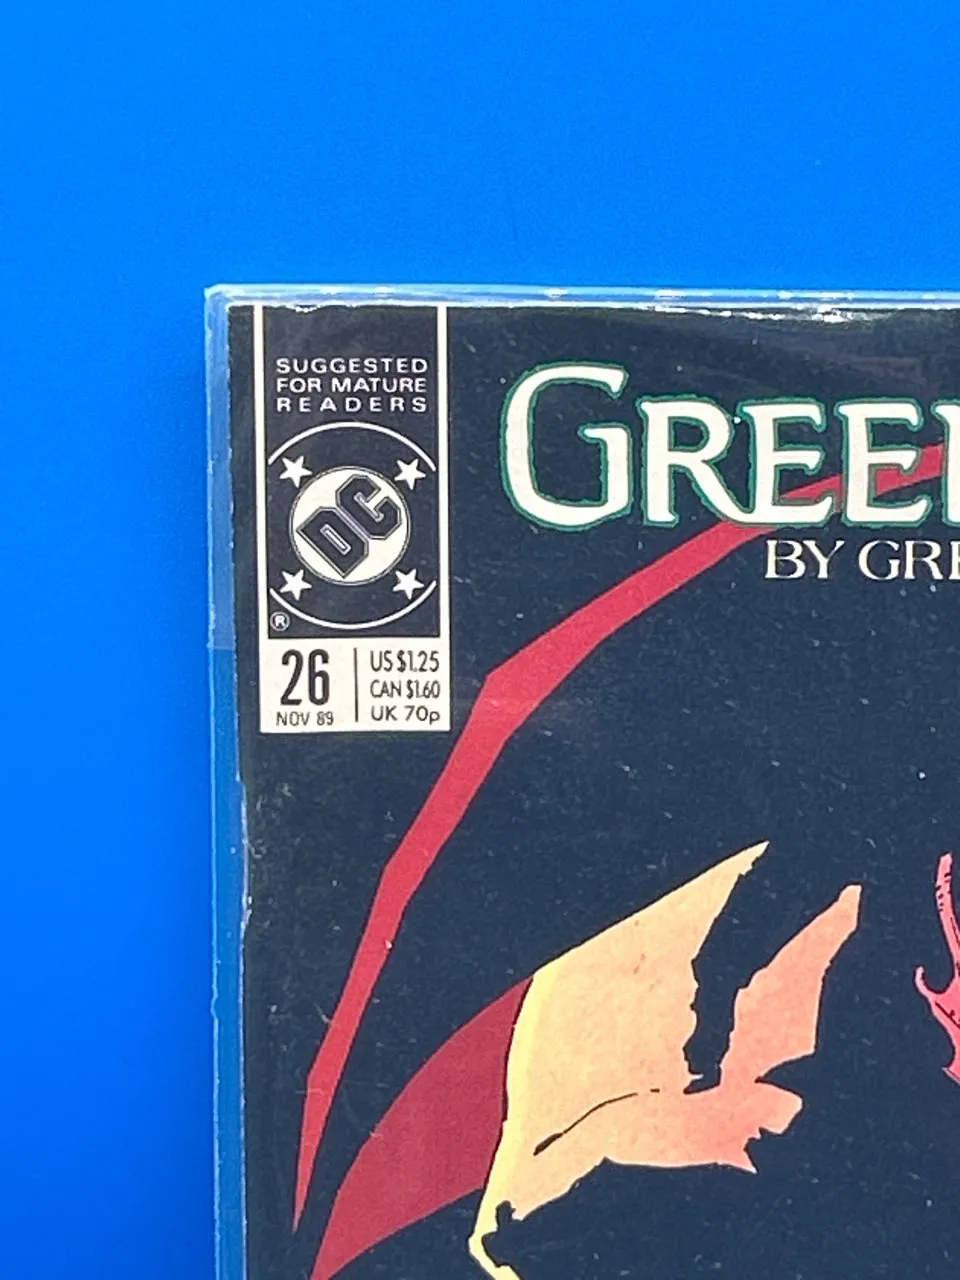 SUGGESTED
FOR MATURE
READERS
DC
®
26
NOV 89
US $1.25
CAN $1.60
UK 70p
GREE
BY GRE